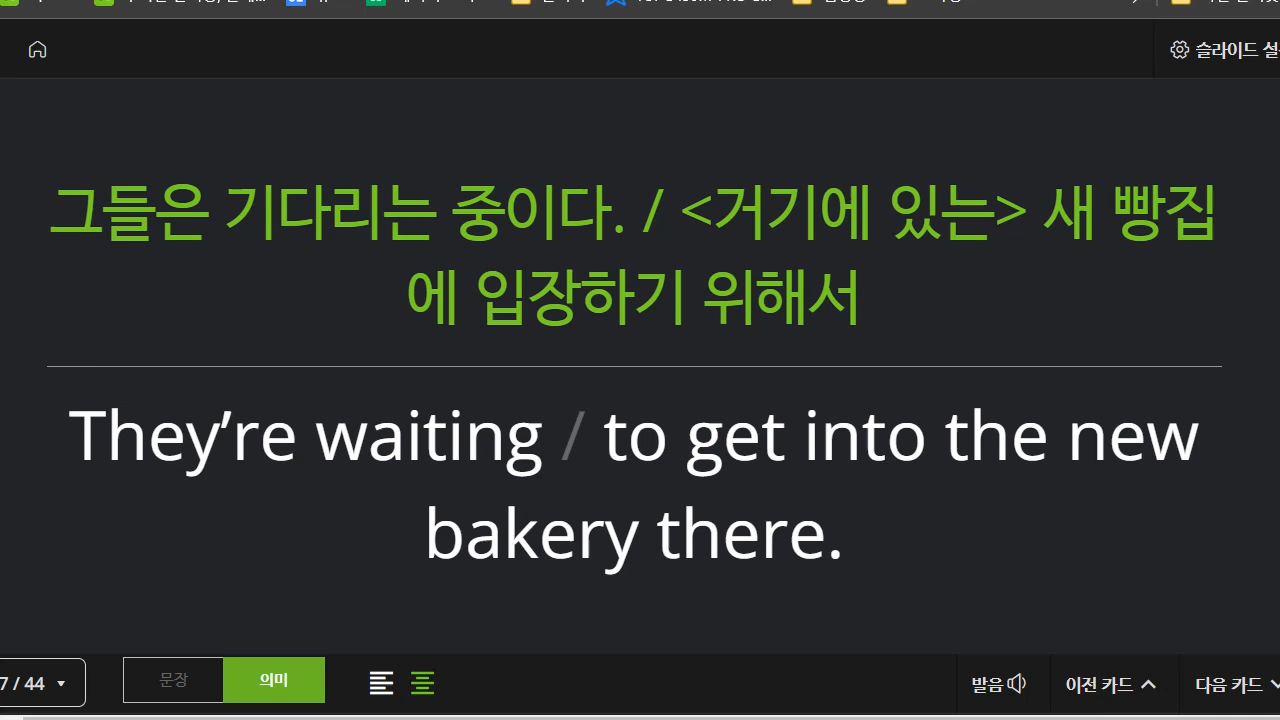 슬라이드
그들은 기다리는 중이다. / <거기에 있는> 새 빵집
에 입장하기 위해서
They’re waiting / to get into the new
bakery there.
7 / 44 문장 의미 발음 이전 카드 다음 카드